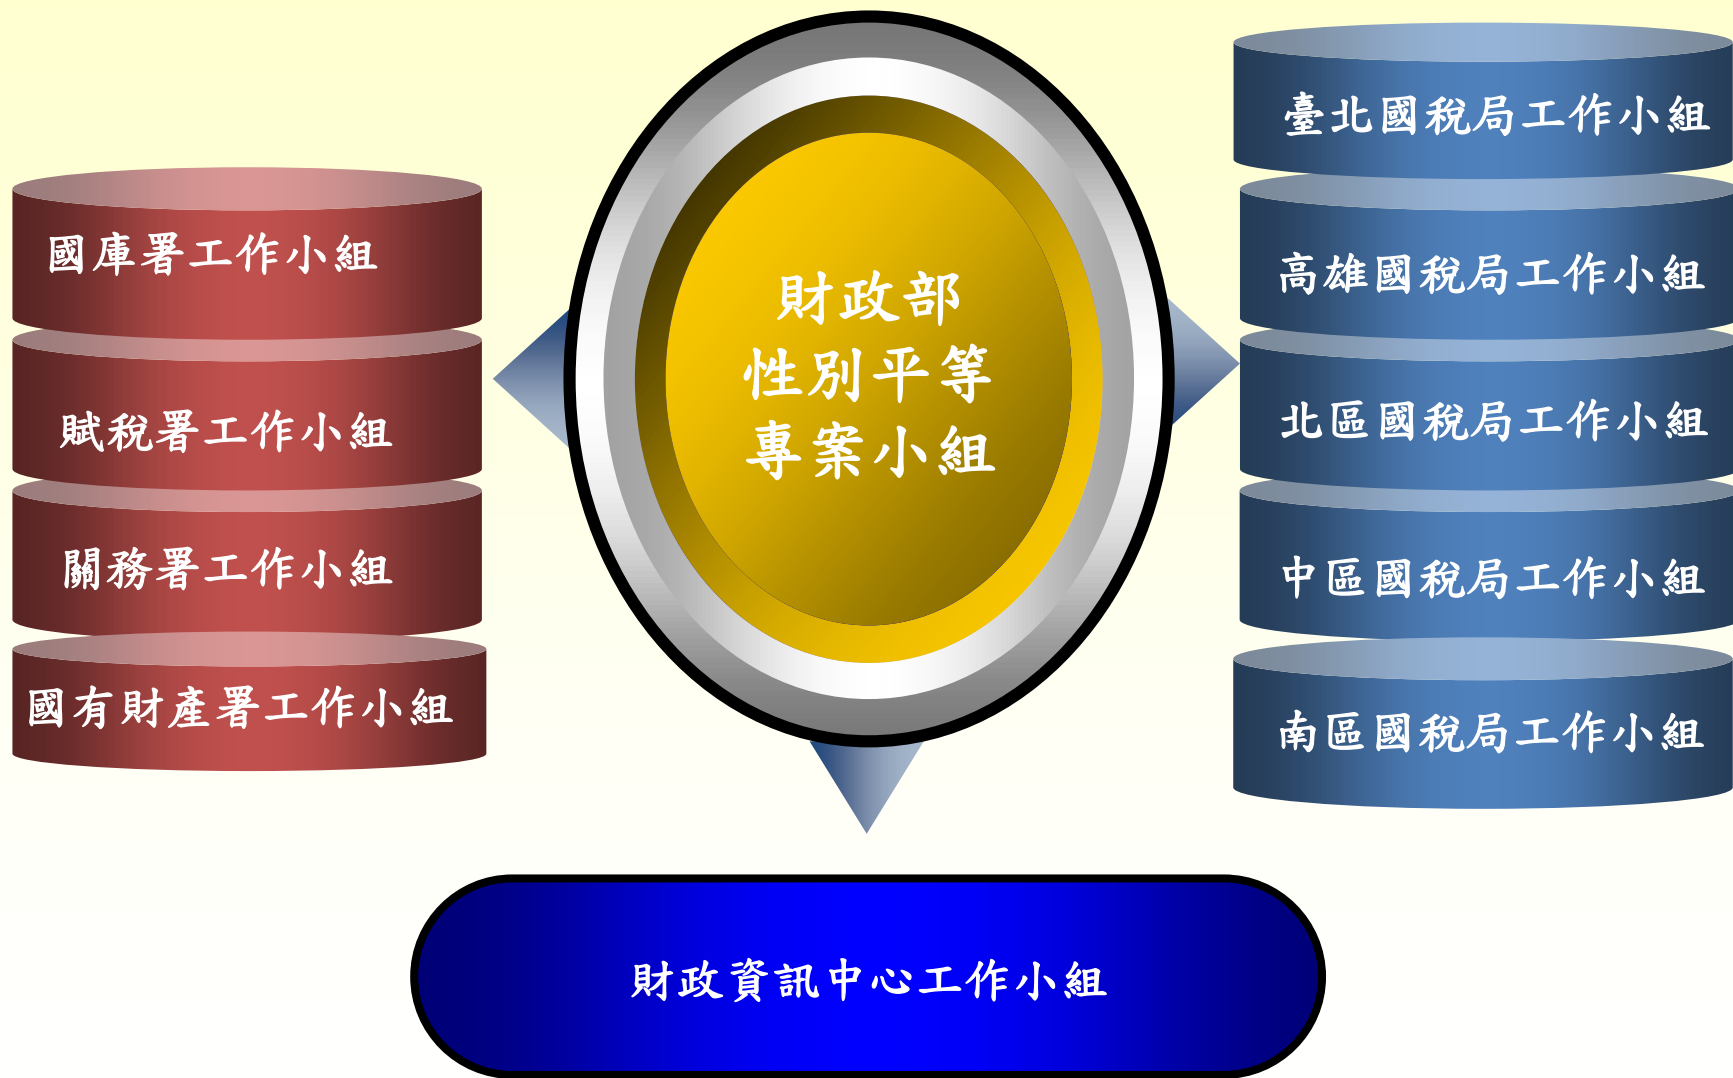 國庫署工作小組
賦稅署工作小組
關務署工作小組
國有財產署工作小組
財政部
性別平等
專案小組
臺北國稅局工作小組
高雄國稅局工作小組
北區國稅局工作小組
中區國稅局工作小組
南區國稅局工作小組
財政資訊中心工作小組